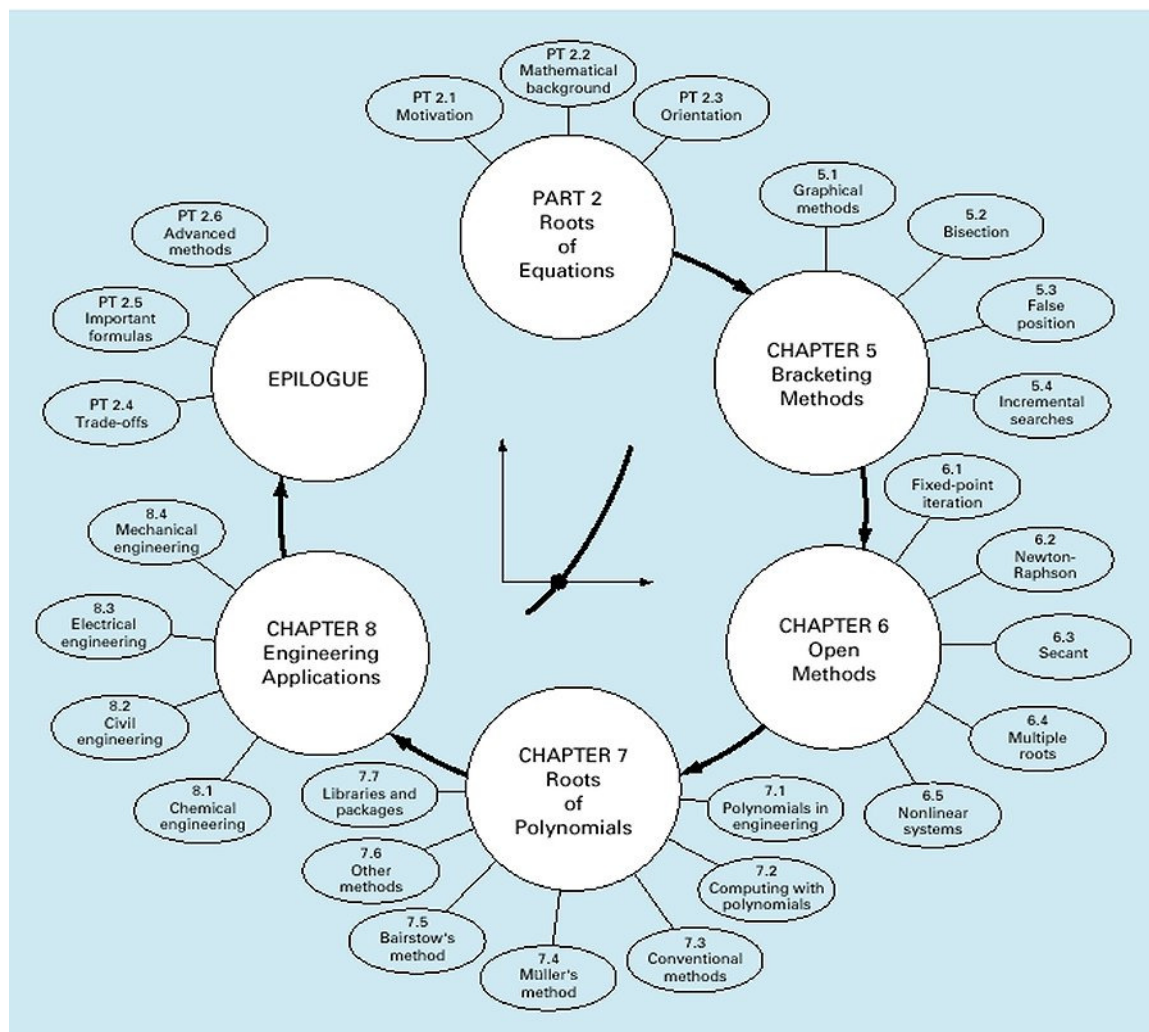 PT 2.1
Motivation
PT 2.2
Mathematical
background
PT 2.3
Orientation
PART 2
Roots
of
Equations
5.1
Graphical
methods
5.2
Bisection
5.3
False
position
5.4
Incremental
searches
CHAPTER 5
Bracketing
Methods
6.1
Fixed-point
iteration
6.2
Newton-
Raphson
6.3
Secant
6.4
Multiple
roots
6.5
Nonlinear
systems
CHAPTER 6
Open
Methods
7.1
Polynomials in
engineering
7.2
Computing with
polynomials
7.3
Conventional
methods
7.4
Müller's
method
7.5
Bairstow's
method
7.6
Other
methods
7.7
Libraries and
packages
CHAPTER 7
Roots
of
Polynomials
8.1
Chemical
engineering
8.2
Civil
engineering
8.3
Electrical
engineering
8.4
Mechanical
engineering
CHAPTER 8
Engineering
Applications
PT 2.4
Trade-offs
PT 2.5
Important
formulas
PT 2.6
Advanced
methods
EPILOGUE